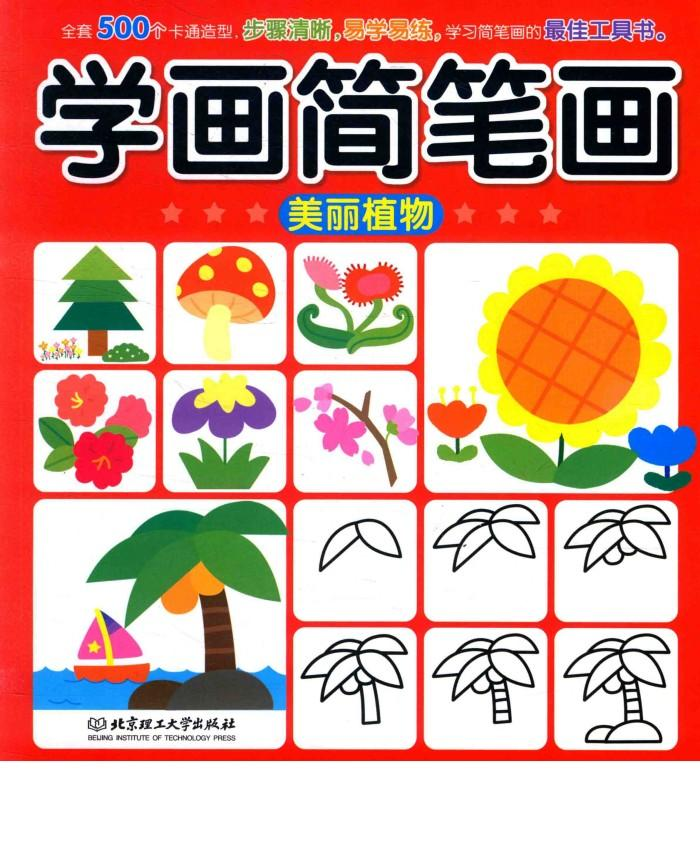 全套500个卡通造型，步骤清晰，易学易练，学习简笔画的最佳工具书。
学画简笔画
美丽植物
北京理工大学出版社
BEIJING INSTITUTE OF TECHNOLOGY PRESS